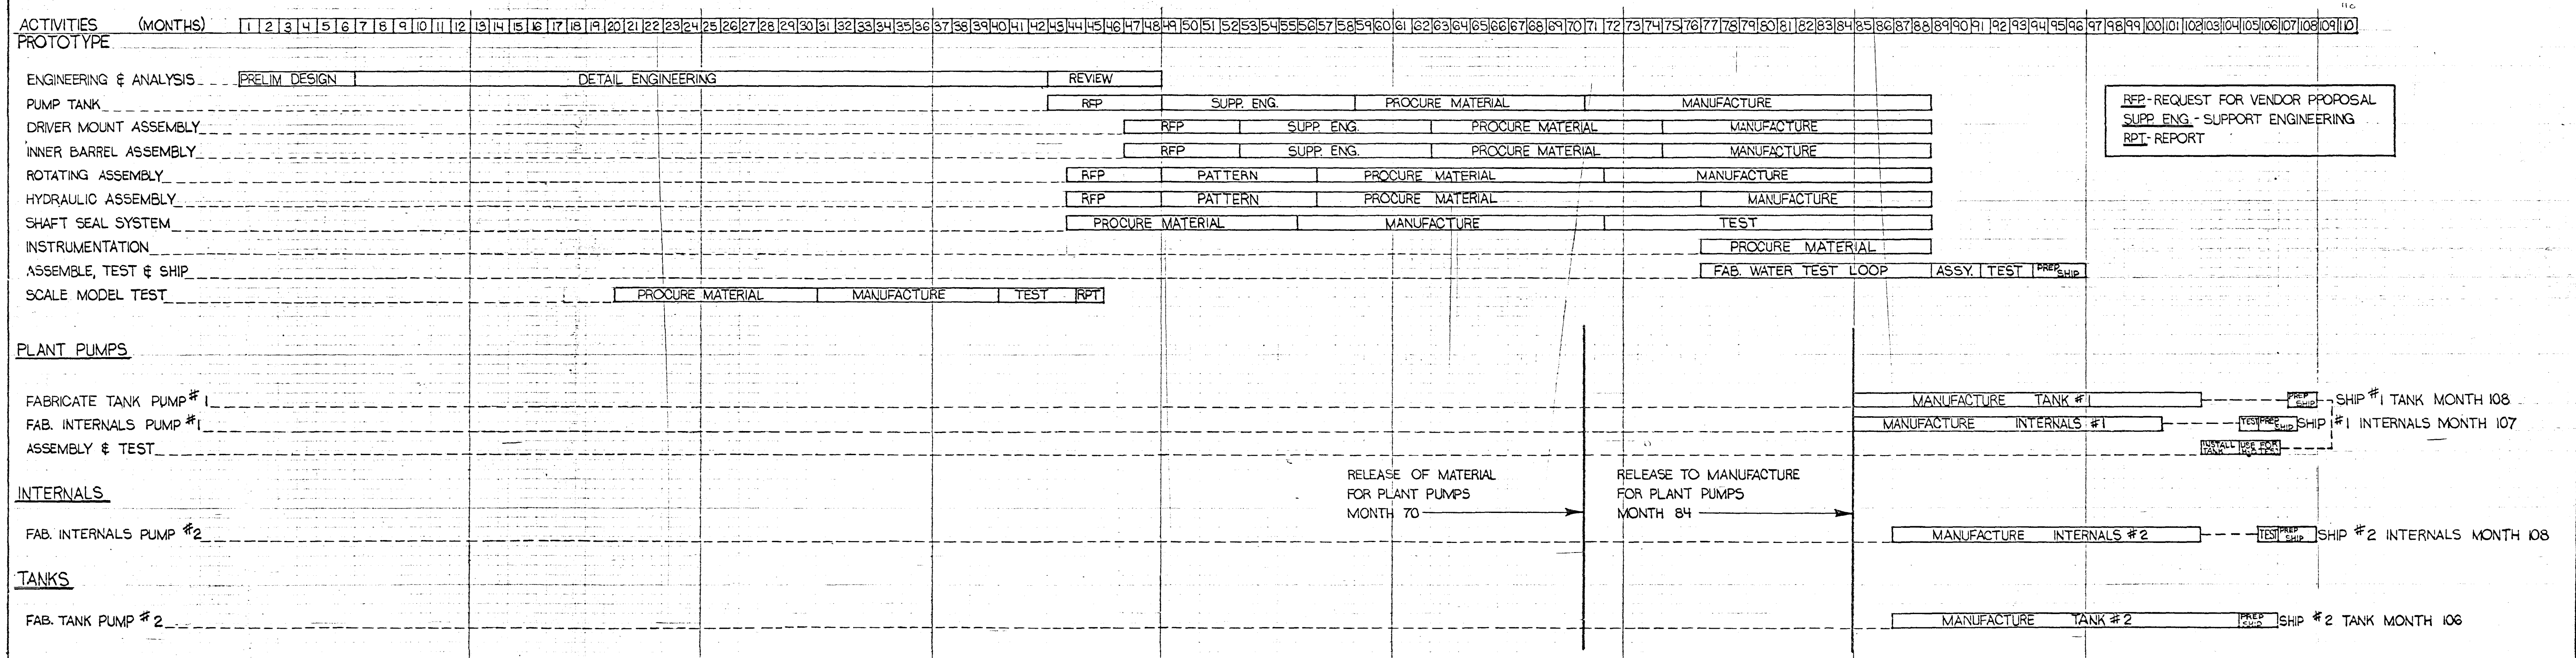 110
ACTIVITIES (MONTHS) 1 2 3 4 5 6 7 8 9 10 11 12 13 14 15 16 17 18 19 20 21 22 23 24 25 26 27 28 29 30 31 32 33 34 35 36 37 38 39 40 41 42 43 44 45 46 47 48 49 50 51 52 53 54 55 56 57 58 59 60 61 62 63 64 65 66 67 68 69 70 71 72 73 74 75 76 77 78 79 80 81 82 83 84 85 86 87 88 89 90 91 92 93 94 95 96 97 98 99 100 101 102 103 104 105 106 107 108 109 110
PROTOTYPE
ENGINEERING & ANALYSIS PRELIM DESIGN DETAIL ENGINEERING REVIEW
PUMP TANK RFP SUPP. ENG. PROCURE MATERIAL MANUFACTURE
DRIVER MOUNT ASSEMBLY RFP SUPP. ENG. PROCURE MATERIAL MANUFACTURE
INNER BARREL ASSEMBLY RFP SUPP. ENG. PROCURE MATERIAL MANUFACTURE
ROTATING ASSEMBLY RFP PATTERN PROCURE MATERIAL MANUFACTURE
HYDRAULIC ASSEMBLY RFP PATTERN PROCURE MATERIAL MANUFACTURE
SHAFT SEAL SYSTEM PROCURE MATERIAL MANUFACTURE TEST
INSTRUMENTATION PROCURE MATERIAL
ASSEMBLE, TEST & SHIP FAB. WATER TEST LOOP ASSY. TEST PREP SHIP
SCALE MODEL TEST PROCURE MATERIAL MANUFACTURE TEST RPT
RFP-REQUEST FOR VENDOR PROPOSAL
SUPP. ENG.-SUPPORT ENGINEERING
RPT-REPORT
PLANT PUMPS
FABRICATE TANK PUMP #1 MANUFACTURE TANK #1 PREP SHIP SHIP #1 TANK MONTH 108
FAB. INTERNALS PUMP #1 MANUFACTURE INTERNALS #1 TEST PREP SHIP SHIP #1 INTERNALS MONTH 107
ASSEMBLY & TEST INSTALL TANK USE FOR
RELEASE OF MATERIAL
FOR PLANT PUMPS
MONTH 70
RELEASE TO MANUFACTURE
FOR PLANT PUMPS
MONTH 84
INTERNALS
FAB. INTERNALS PUMP #2 MANUFACTURE INTERNALS #2 TEST PREP SHIP SHIP #2 INTERNALS MONTH 108
TANKS
FAB. TANK PUMP #2 MANUFACTURE TANK #2 PREP SHIP SHIP #2 TANK MONTH 106